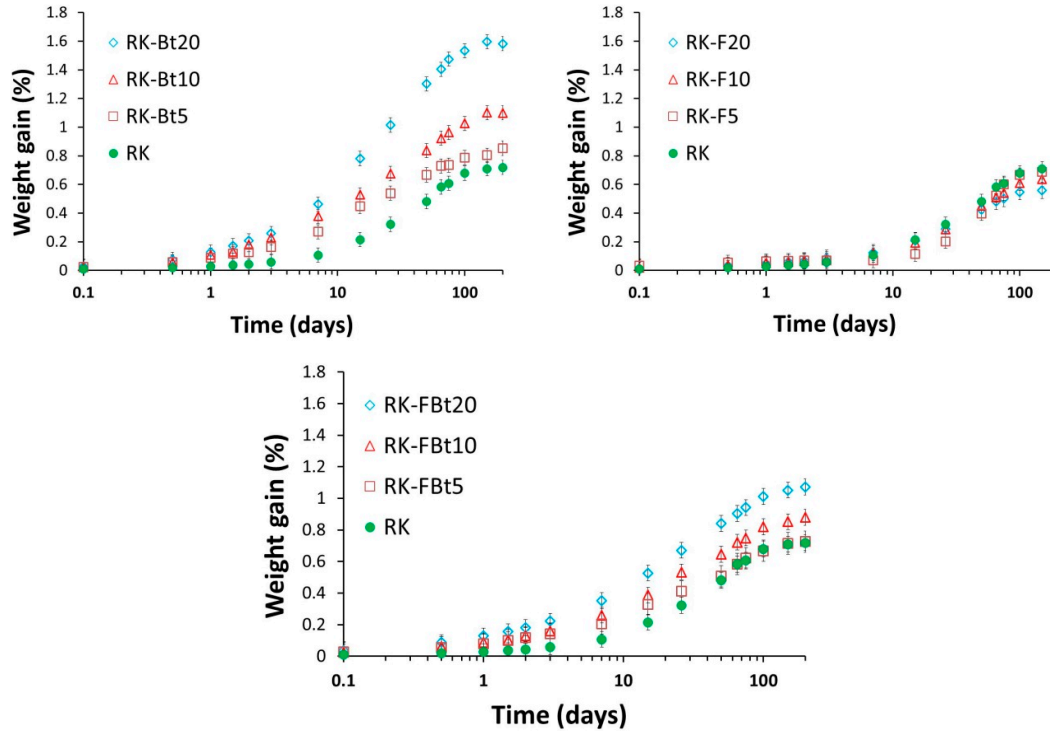 Weight gain (%)
1.8
1.6
1.4
1.2
1
0.8
0.6
0.4
0.2
0
RK-Bt20
RK-Bt10
RK-Bt5
RK
0.1 1 10 100
Time (days)
Weight gain (%)
1.8
1.6
1.4
1.2
1
0.8
0.6
0.4
0.2
0
RK-F20
RK-F10
RK-F5
RK
0.1 1 10 100
Time (days)
Weight gain (%)
1.8
1.6
1.4
1.2
1
0.8
0.6
0.4
0.2
0
RK-FBt20
RK-FBt10
RK-FBt5
RK
0.1 1 10 100
Time (days)